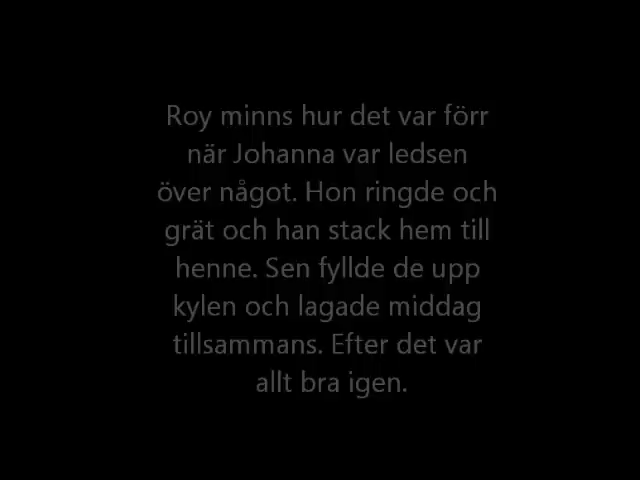 Roy minns hur det var förr
när Johanna var ledsen
över något. Hon ringde och
grät och han stack hem till
henne. Sen fyllde de upp
kylen och lagade middag
tillsammans. Efter det var
allt bra igen.